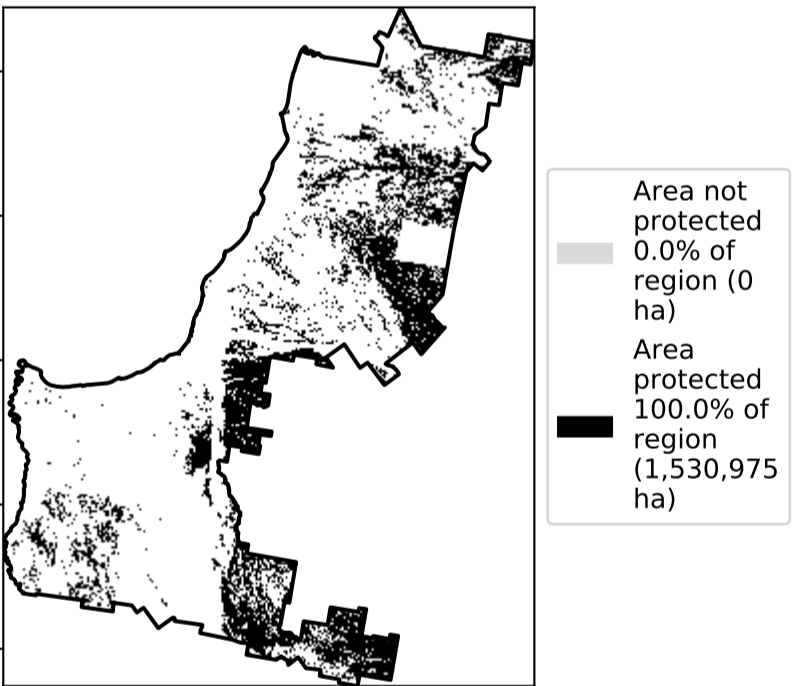 Area not
protected
0.0% of
region (0
ha)
Area
protected
100.0% of
region
(1,530,975
ha)